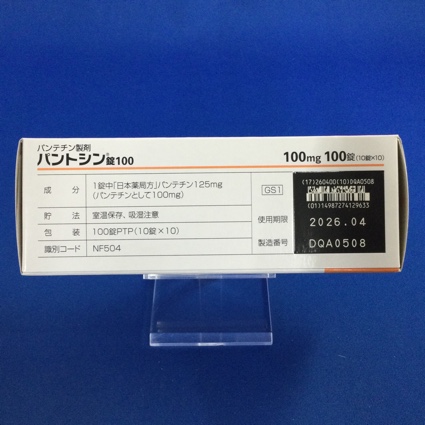 パンテチン製剤
パントシン®錠100
100mg 100錠(10錠×10)
成分 1錠中「日本薬局方」パンテチン125mg
(パンテチンとして100mg)
貯法 室温保存、吸湿注意
包装 100錠PTP(10錠×10)
識別コード NF504
GS1
(17)260400(10)DQA0508
(01)14987274129633
使用期限 2026.04
製造番号 DQA0508